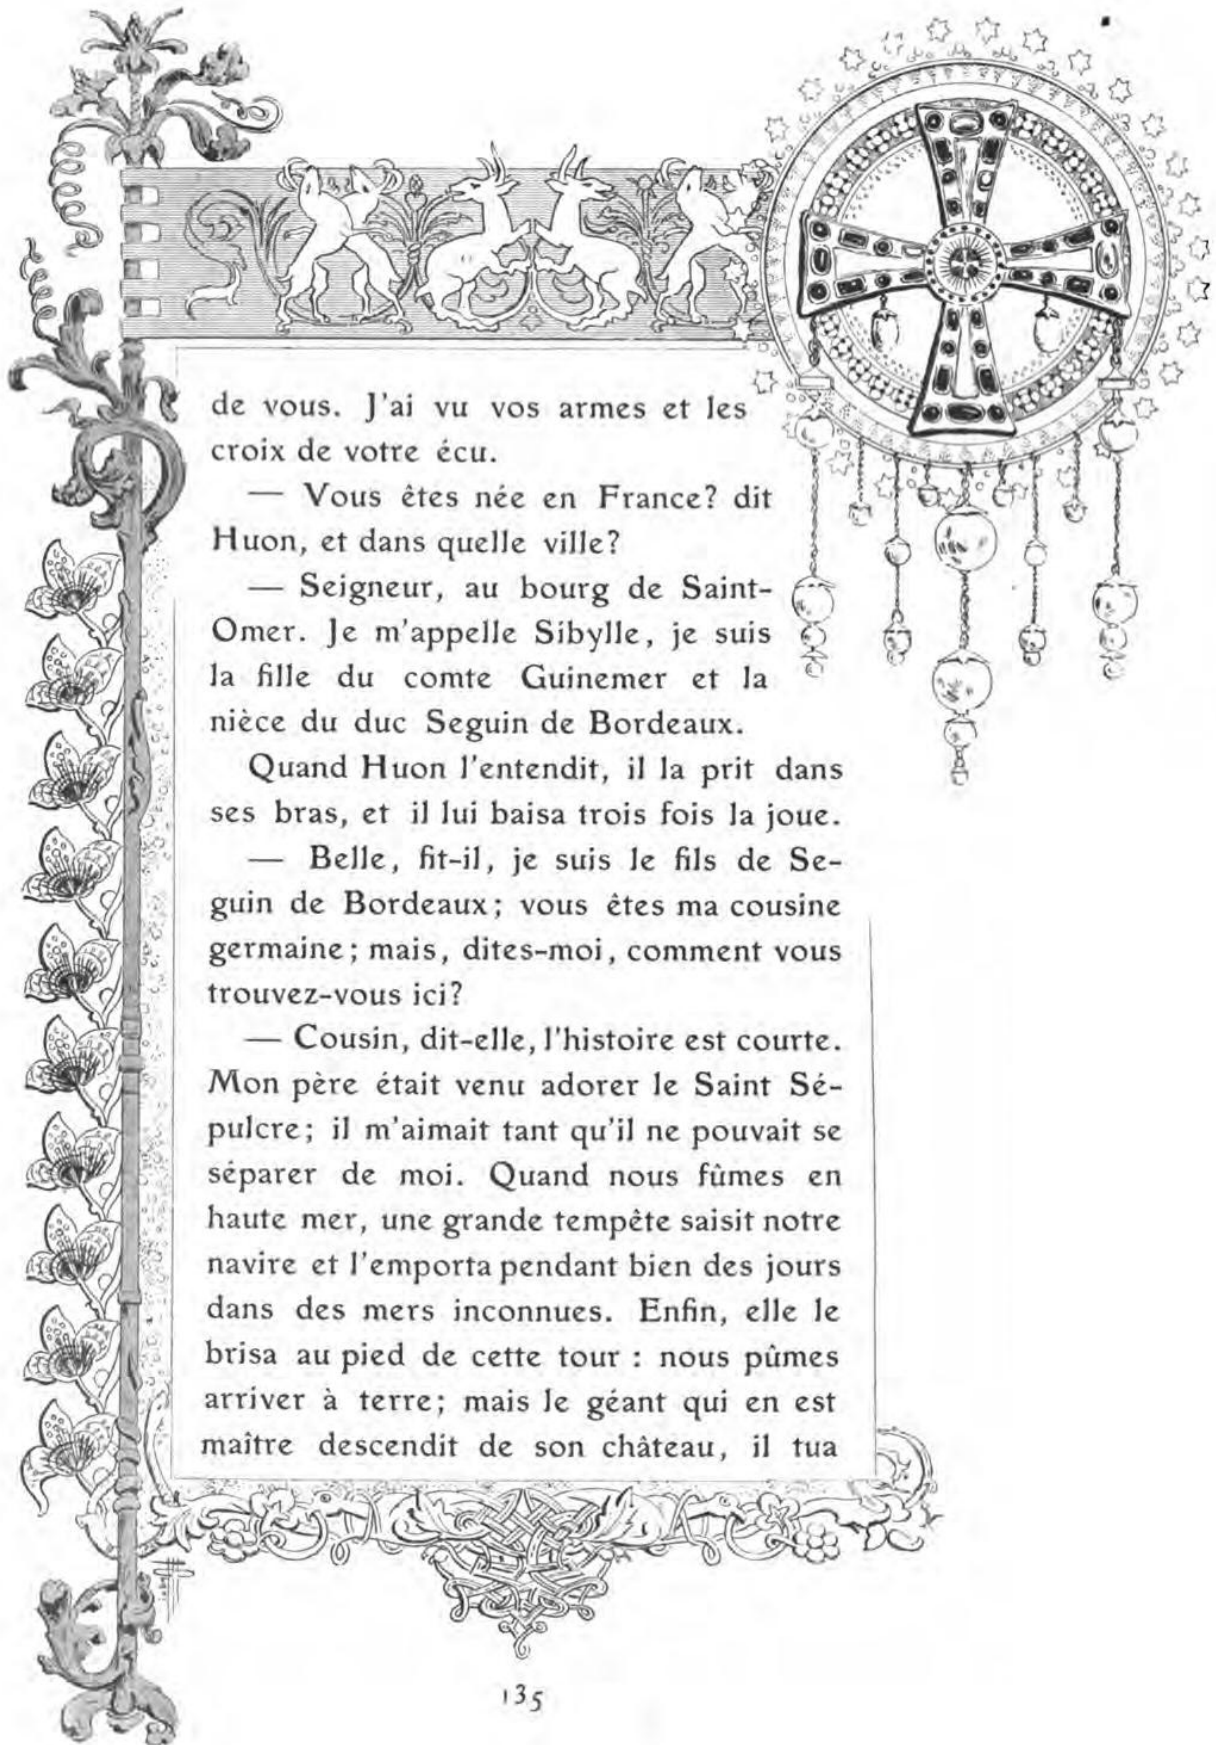 de vous. J'ai vu vos armes et les
croix de votre écu.
— Vous êtes née en France? dit
Huon, et dans quelle ville?
— Seigneur, au bourg de Saint-
Omer. Je m'appelle Sibylle, je suis
la fille du comte Guinemer et la
nièce du duc Seguin de Bordeaux.
Quand Huon l'entendit, il la prit dans
ses bras, et il lui baisa trois fois la joue.
— Belle, fit-il, je suis le fils de Se-
guin de Bordeaux; vous êtes ma cousine
germaine; mais, dites-moi, comment vous
trouvez-vous ici?
— Cousin, dit-elle, l'histoire est courte.
Mon père était venu adorer le Saint Sé-
pulcre; il m'aimait tant qu'il ne pouvait se
séparer de moi. Quand nous fûmes en
haute mer, une grande tempête saisit notre
navire et l'emporta pendant bien des jours
dans des mers inconnues. Enfin, elle le
brisa au pied de cette tour : nous pûmes
arriver à terre; mais le géant qui en est
maître descendit de son château, il tua
135